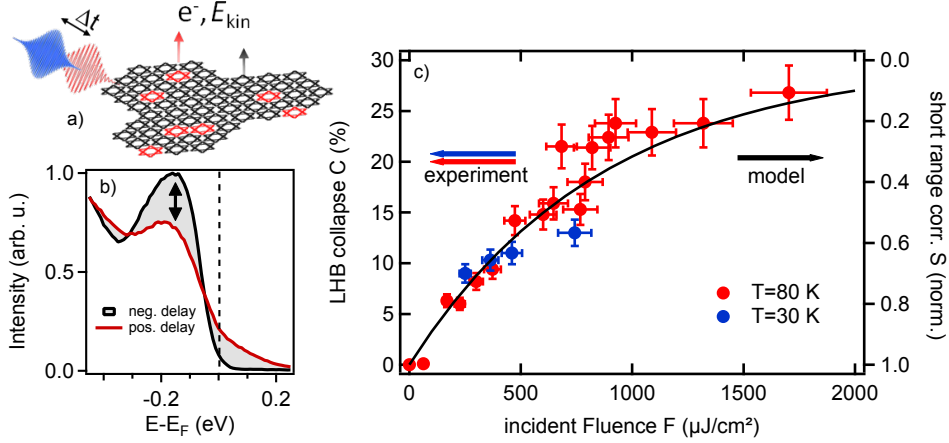 Δt
e⁻, E_kin
a)
b)
1.0
0.5
0.0
Intensity (arb. u.)
neg. delay
pos. delay
-0.2
0.2
E-E_F (eV)
c)
30
25
20
15
10
5
0
LHB collapse C (%)
experiment
model
T=80 K
T=30 K
0
500
1000
1500
2000
incident Fluence F (µJ/cm²)
0.0
0.2
0.4
0.6
0.8
1.0
short range corr. S (norm.)